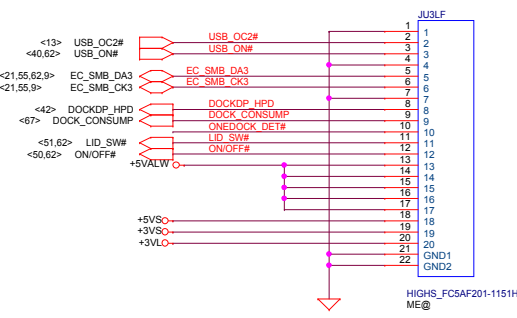 JU3LF
1 1
<13> USB_OC2# USB_OC2# 2 2
<40,62> USB_ON# USB_ON# 3 3
4 4
<21,55,62,9> EC_SMB_DA3 EC_SMB_DA3 5 5
<21,55,9> EC_SMB_CK3 EC_SMB_CK3 6 6
7 7
<42> DOCKDP_HPD DOCKDP_HPD 8 8
<67> DOCK_CONSUMP DOCK_CONSUMP 9 9
ONEDOCK_DET# 10 10
<51,62> LID_SW# LID_SW# 11 11
<50,62> ON/OFF# ON/OFF# 12 12
+5VALW 13 13
14 14
15 15
16 16
17 17
+5VS 18 18
+3VS 19 19
+3VL 20 20
21 GND1
22 GND2
HIGHS_FC5AF201-1151H
ME@